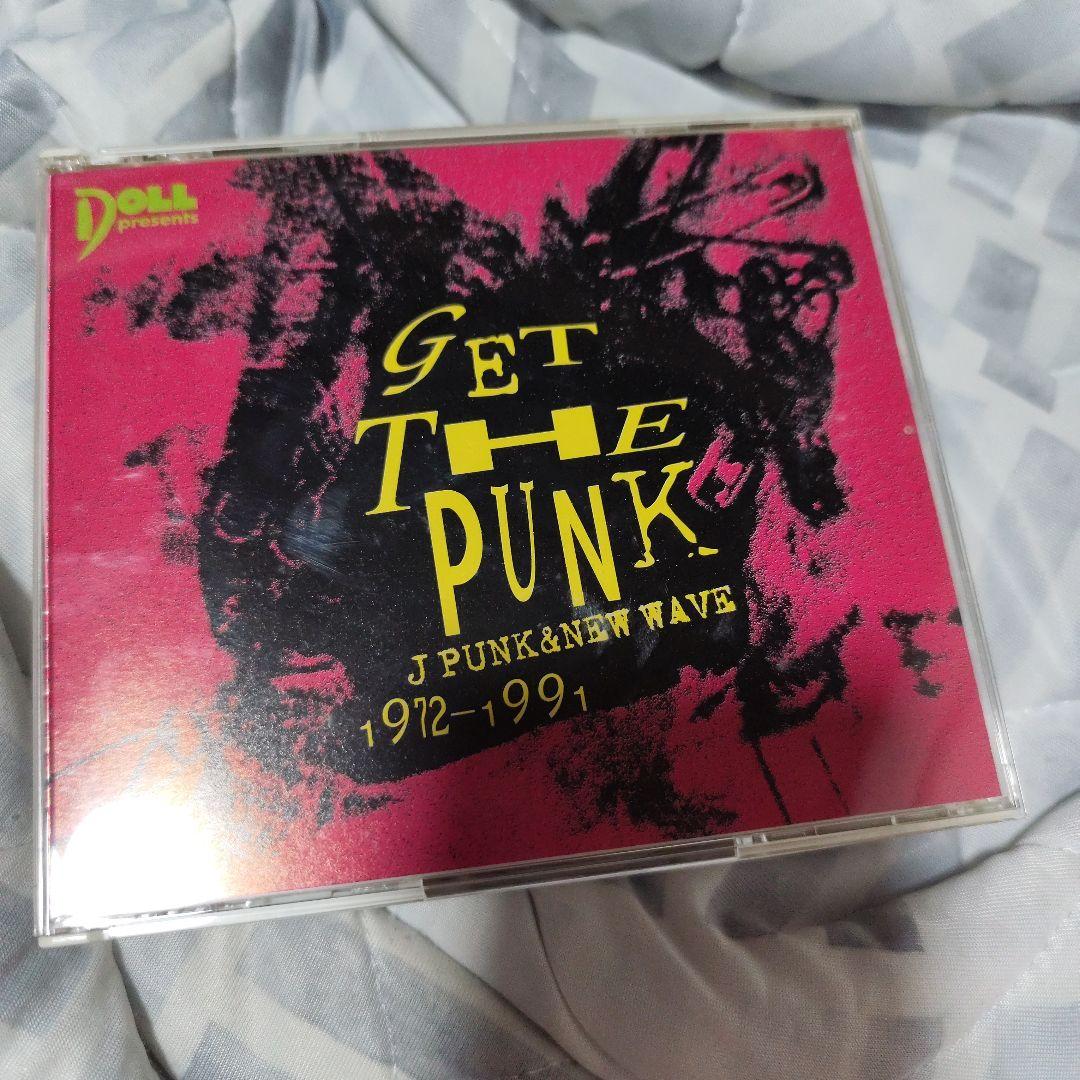 DOLL
presents
GET
THE
PUNK
J PUNK&NEW WAVE
1972-1991